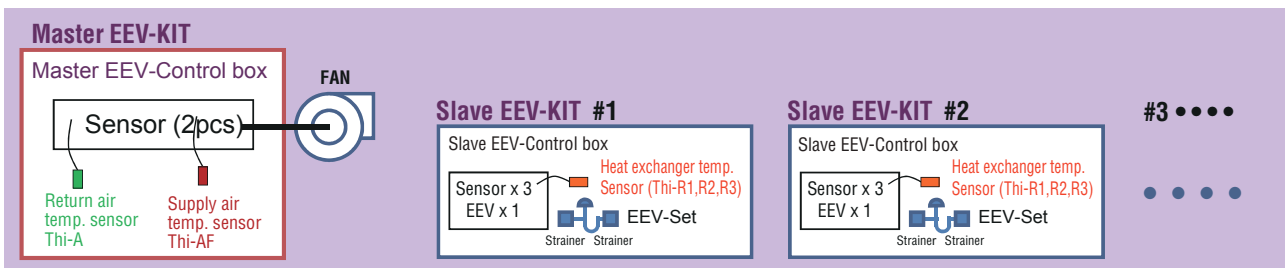 Master EEV-KIT
Master EEV-Control box
Sensor (2pcs)
Return air
temp. sensor
Thi-A
Supply air
temp. sensor
Thi-AF
FAN
Slave EEV-KIT #1
Slave EEV-Control box
Sensor x 3
EEV x 1
Heat exchanger temp.
Sensor (Thi-R1,R2,R3)
EEV-Set
Strainer Strainer
Slave EEV-KIT #2
Slave EEV-Control box
Sensor x 3
EEV x 1
Heat exchanger temp.
Sensor (Thi-R1,R2,R3)
EEV-Set
Strainer Strainer
#3 ••••